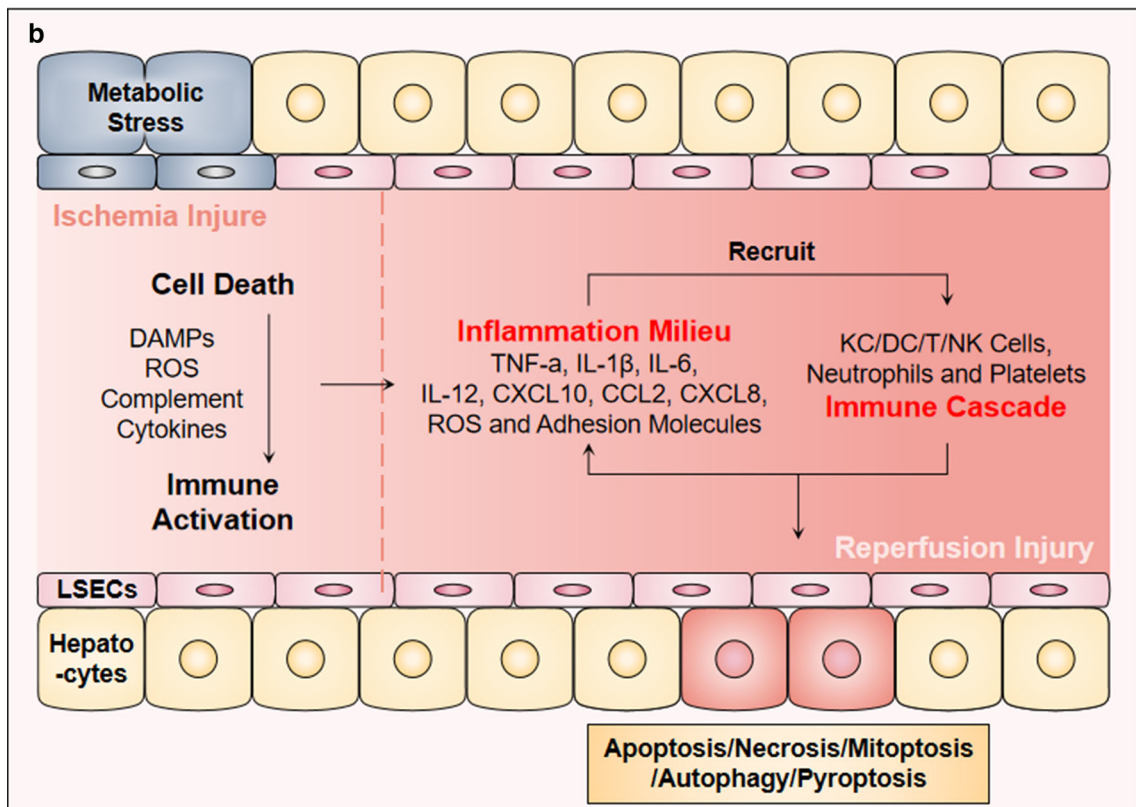 b
Metabolic
Stress
Ischemia Injure
Cell Death
DAMPs
ROS
Complement
Cytokines
Immune
Activation
Recruit
Inflammation Milieu
TNF-a, IL-1β, IL-6,
IL-12, CXCL10, CCL2, CXCL8,
ROS and Adhesion Molecules
KC/DC/T/NK Cells,
Neutrophils and Platelets
Immune Cascade
Reperfusion Injury
LSECs
Hepato
-cytes
Apoptosis/Necrosis/Mitoptosis
/Autophagy/Pyroptosis